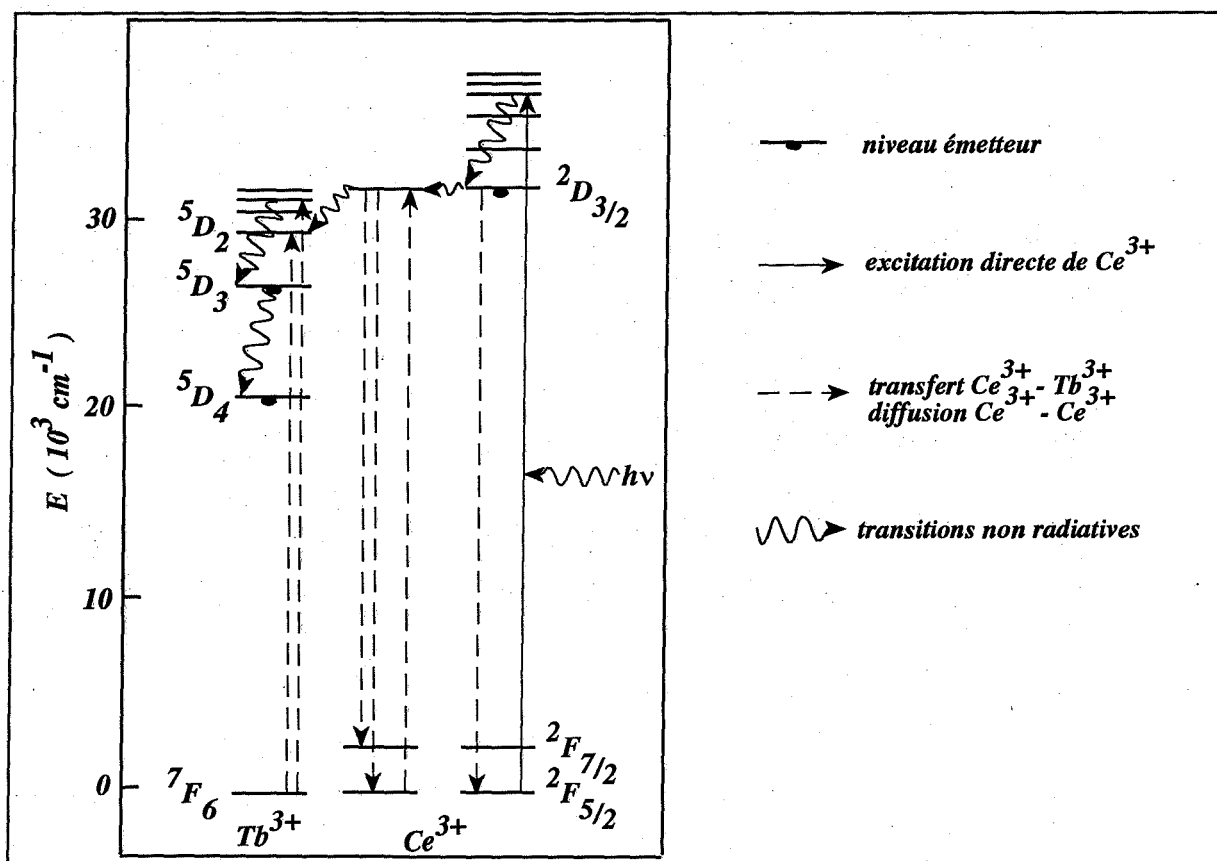 E ( 10³ cm⁻¹)
30
20
10
0
⁵D₂
⁵D₃
⁵D₄
⁷F₆
Tb³⁺
²D₃/₂
hν
²F₇/₂
²F₅/₂
Ce³⁺
niveau émetteur
excitation directe de Ce³⁺
transfert Ce³⁺ - Tb³⁺
diffusion Ce³⁺ - Ce³⁺
transitions non radiatives